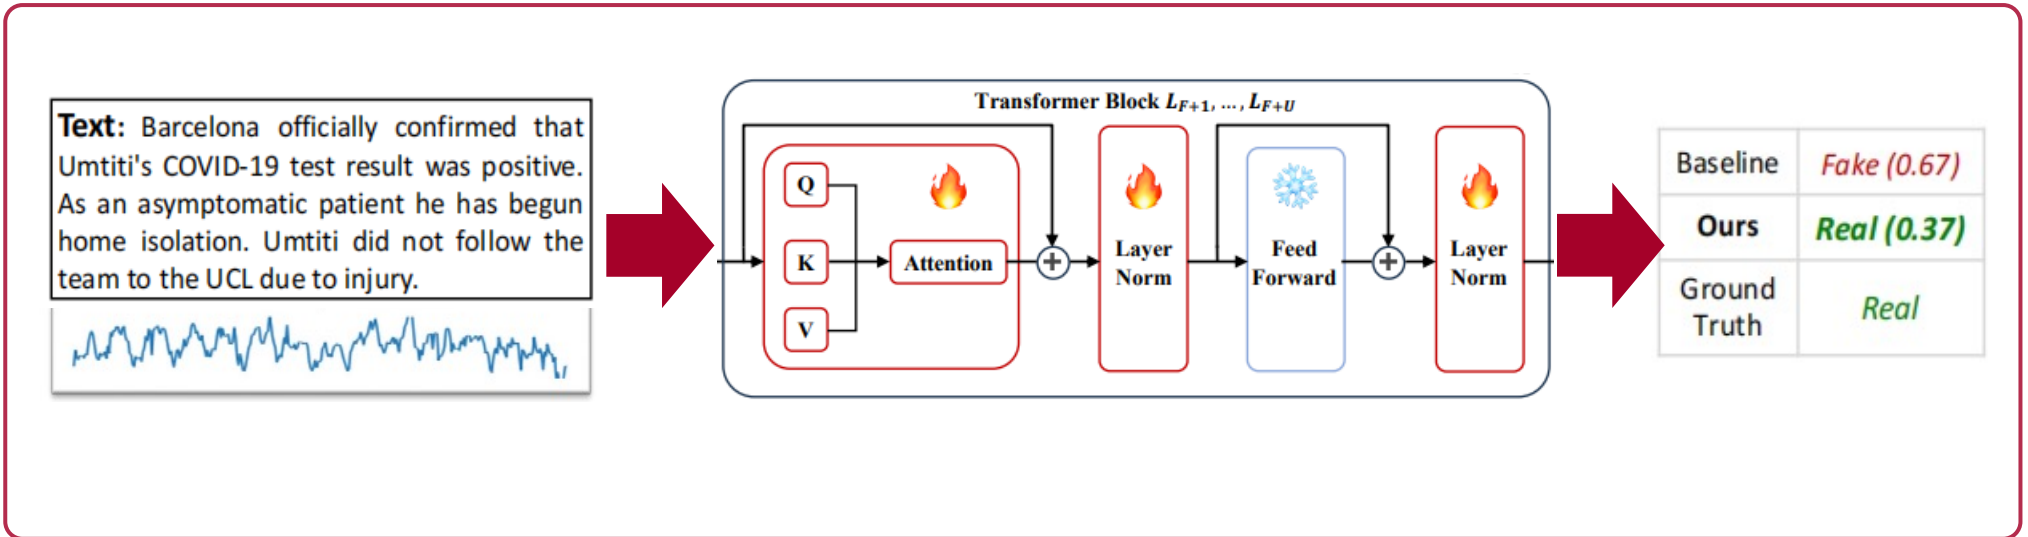 Text: Barcelona officially confirmed that
Umtiti's COVID-19 test result was positive.
As an asymptomatic patient he has begun
home isolation. Umtiti did not follow the
team to the UCL due to injury.
Transformer Block L_{F+1}, ..., L_{F+U}
Q
K
V
Attention
+
Layer
Norm
Feed
Forward
+
Layer
Norm
Baseline Fake (0.67)
Ours Real (0.37)
Ground
Truth
Real